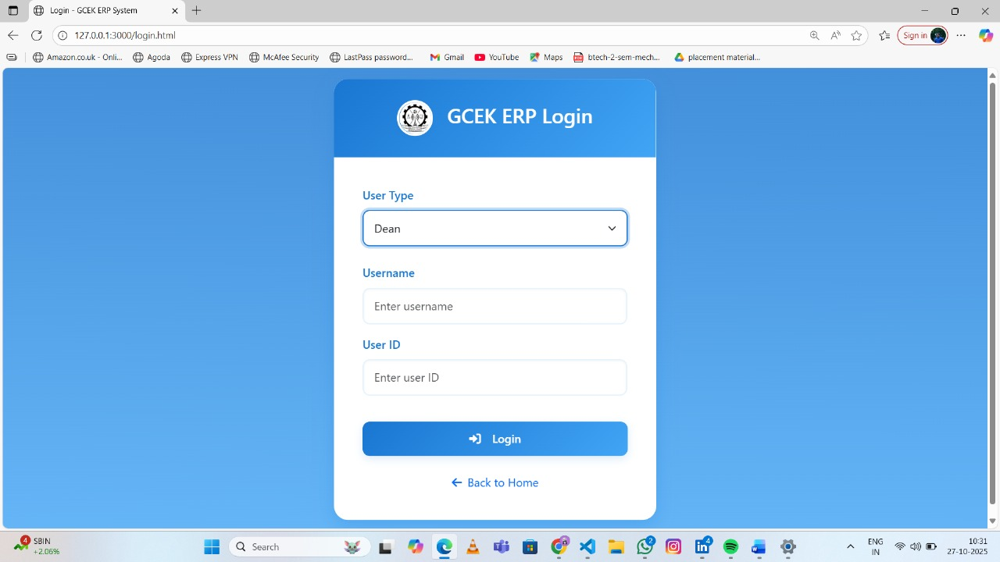 Login - GCEK ERP System
127.0.0.1:3000/login.html
Sign in
Amazon.co.uk - Onli...
Agoda
Express VPN
McAfee Security
LastPass password...
Gmail
YouTube
Maps
btech-2-sem-mech...
placement material...
GCEK ERP Login
User Type
Dean
Username
Enter username
User ID
Enter user ID
Login
Back to Home
4
SBIN
+2.06%
Search
2
4
ENG
IN
10:31
27-10-2025